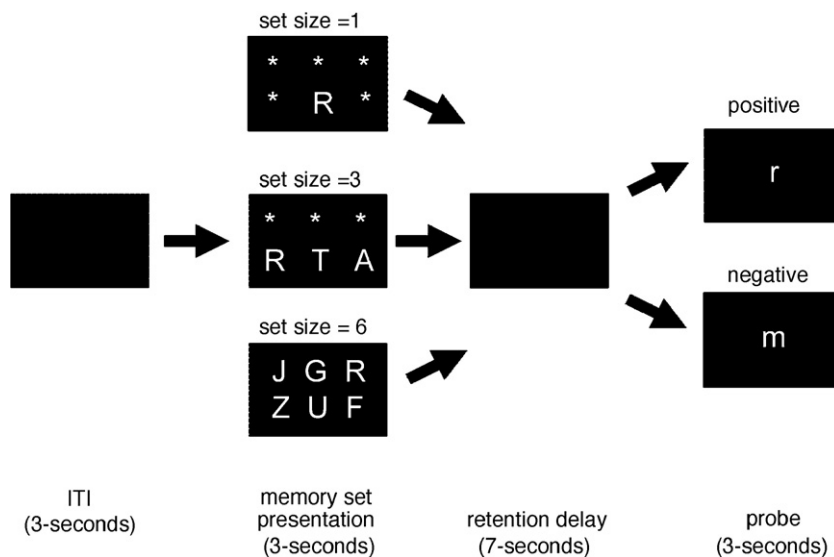 set size =1
* * *
* R *
set size =3
* * *
R T A
set size = 6
J G R
Z U F
positive
r
negative
m
ITI
(3-seconds)
memory set
presentation
(3-seconds)
retention delay
(7-seconds)
probe
(3-seconds)